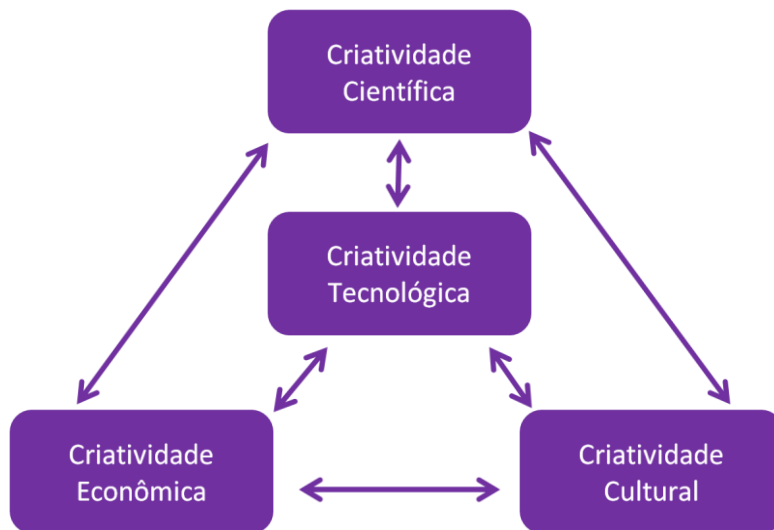 Criatividade
Científica
Criatividade
Tecnológica
Criatividade
Econômica
Criatividade
Cultural